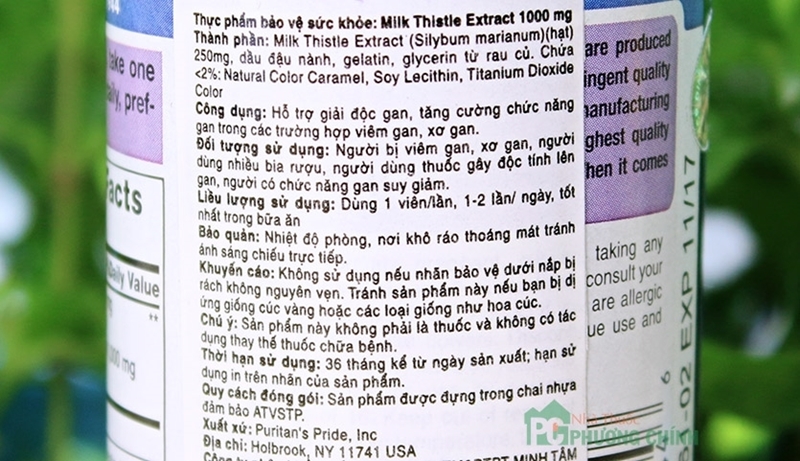 44
take one
daily, pref-
Facts
Daily Value
**
000 mg
Thực phẩm bảo vệ sức khỏe: Milk Thistle Extract 1000 mg
Thành phần: Milk Thistle Extract (Silybum marianum)(hạt)
250mg, dầu đậu nành, gelatin, glycerin từ rau củ. Chứa
<2%: Natural Color Caramel, Soy Lecithin, Titanium Dioxide
Color
Công dụng: Hỗ trợ giải độc gan, tăng cường chức năng
gan trong các trường hợp viêm gan, xơ gan.
Đối tượng sử dụng: Người bị viêm gan, xơ gan, người
dùng nhiều bia rượu, người dùng thuốc gây độc tính lên
gan, người có chức năng gan suy giảm.
Liều lượng sử dụng: Dùng 1 viên/lần, 1-2 lần/ ngày, tốt
nhất trong bữa ăn
Bảo quản: Nhiệt độ phòng, nơi khô ráo thoáng mát tránh
ánh sáng chiếu trực tiếp.
Khuyến cáo: Không sử dụng nếu nhãn bảo vệ dưới nắp bị
rách không nguyên vẹn. Tránh sản phẩm này nếu bạn bị dị
ứng giống cúc vàng hoặc các loại giống như hoa cúc.
Chú ý: Sản phẩm này không phải là thuốc và không có tác
dụng thay thế thuốc chữa bệnh.
Thời hạn sử dụng: 36 tháng kể từ ngày sản xuất; hạn sử
dụng in trên nhãn của sản phẩm.
Quy cách đóng gói: Sản phẩm được đựng trong chai nhựa
đảm bảo ATVSTP.
Xuất xứ: Puritan's Pride, Inc
Địa chỉ: Holbrook, NY 11741 USA
MINH TÂM
are produced
ingent quality
manufacturing
ghest quality
hen it comes
taking any
consult your
are allergic
ue use and
-02 EXP 11/17
6
PHƯƠNG CHÍNH